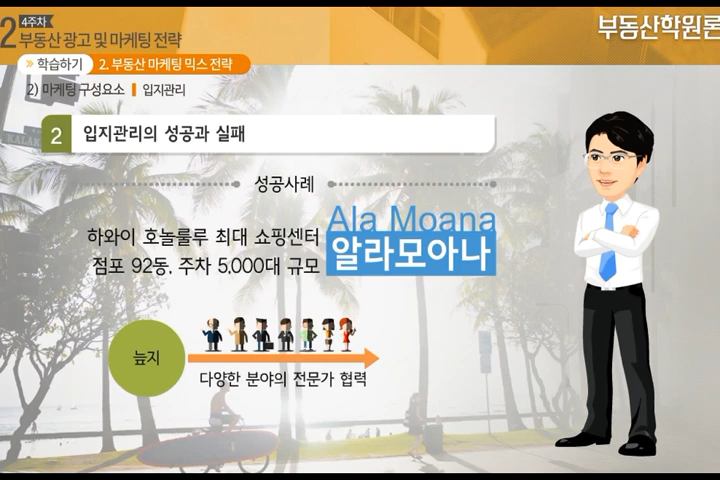 4주차
2 부동산 광고 및 마케팅 전략
부동산학원론
» 학습하기
2. 부동산 마케팅 믹스 전략
2) 마케팅 구성요소 | 입지관리
2 입지관리의 성공과 실패
성공사례
하와이 호놀룰루 최대 쇼핑센터
점포 92동, 주차 5,000대 규모
Ala Moana
알라모아나
늪지
다양한 분야의 전문가 협력